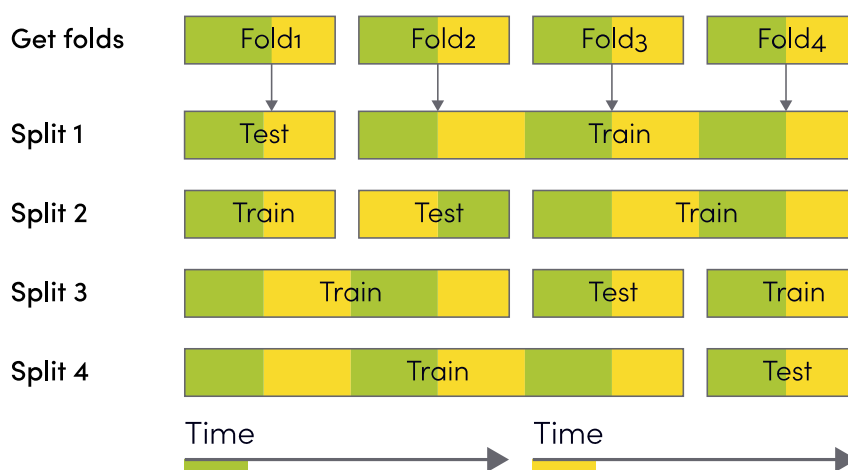 Get folds Fold1 Fold2 Fold3 Fold4
Split 1 Test Train
Split 2 Train Test Train
Split 3 Train Test Train
Split 4 Train Test
Time Time